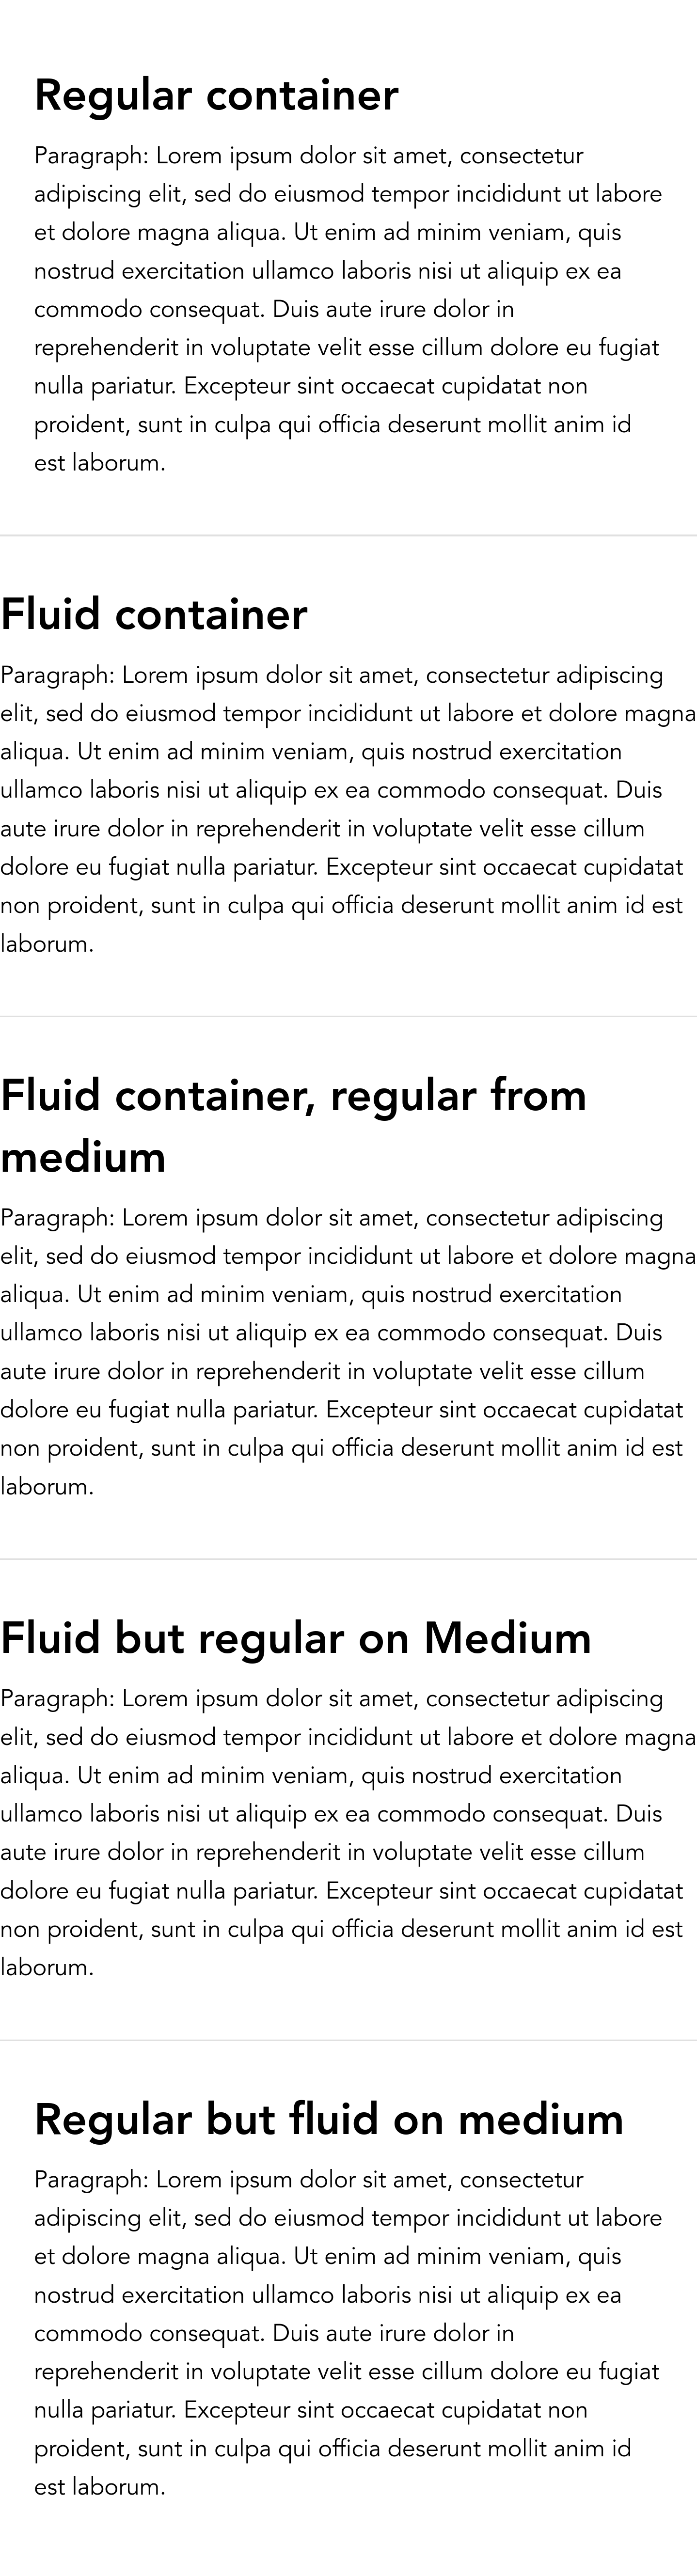 Regular container
Paragraph: Lorem ipsum dolor sit amet, consectetur
adipiscing elit, sed do eiusmod tempor incididunt ut labore
et dolore magna aliqua. Ut enim ad minim veniam, quis
nostrud exercitation ullamco laboris nisi ut aliquip ex ea
commodo consequat. Duis aute irure dolor in
reprehenderit in voluptate velit esse cillum dolore eu fugiat
nulla pariatur. Excepteur sint occaecat cupidatat non
proident, sunt in culpa qui officia deserunt mollit anim id
est laborum.
Fluid container
Paragraph: Lorem ipsum dolor sit amet, consectetur adipiscing
elit, sed do eiusmod tempor incididunt ut labore et dolore magna
aliqua. Ut enim ad minim veniam, quis nostrud exercitation
ullamco laboris nisi ut aliquip ex ea commodo consequat. Duis
aute irure dolor in reprehenderit in voluptate velit esse cillum
dolore eu fugiat nulla pariatur. Excepteur sint occaecat cupidatat
non proident, sunt in culpa qui officia deserunt mollit anim id est
laborum.
Fluid container, regular from
medium
Paragraph: Lorem ipsum dolor sit amet, consectetur adipiscing
elit, sed do eiusmod tempor incididunt ut labore et dolore magna
aliqua. Ut enim ad minim veniam, quis nostrud exercitation
ullamco laboris nisi ut aliquip ex ea commodo consequat. Duis
aute irure dolor in reprehenderit in voluptate velit esse cillum
dolore eu fugiat nulla pariatur. Excepteur sint occaecat cupidatat
non proident, sunt in culpa qui officia deserunt mollit anim id est
laborum.
Fluid but regular on Medium
Paragraph: Lorem ipsum dolor sit amet, consectetur adipiscing
elit, sed do eiusmod tempor incididunt ut labore et dolore magna
aliqua. Ut enim ad minim veniam, quis nostrud exercitation
ullamco laboris nisi ut aliquip ex ea commodo consequat. Duis
aute irure dolor in reprehenderit in voluptate velit esse cillum
dolore eu fugiat nulla pariatur. Excepteur sint occaecat cupidatat
non proident, sunt in culpa qui officia deserunt mollit anim id est
laborum.
Regular but fluid on medium
Paragraph: Lorem ipsum dolor sit amet, consectetur
adipiscing elit, sed do eiusmod tempor incididunt ut labore
et dolore magna aliqua. Ut enim ad minim veniam, quis
nostrud exercitation ullamco laboris nisi ut aliquip ex ea
commodo consequat. Duis aute irure dolor in
reprehenderit in voluptate velit esse cillum dolore eu fugiat
nulla pariatur. Excepteur sint occaecat cupidatat non
proident, sunt in culpa qui officia deserunt mollit anim id
est laborum.